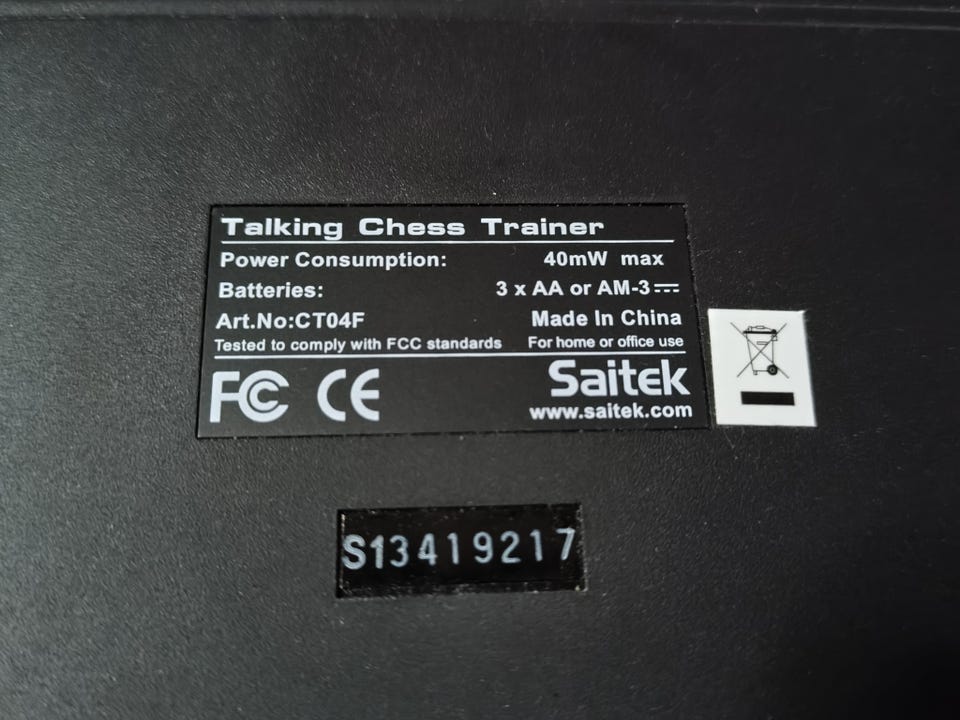 Talking Chess Trainer
Power Consumption: 40mW max
Batteries: 3 x AA or AM-3
Art.No:CT04F Made In China
Tested to comply with FCC standards For home or office use
FC CE Saitek
www.saitek.com
S13419217